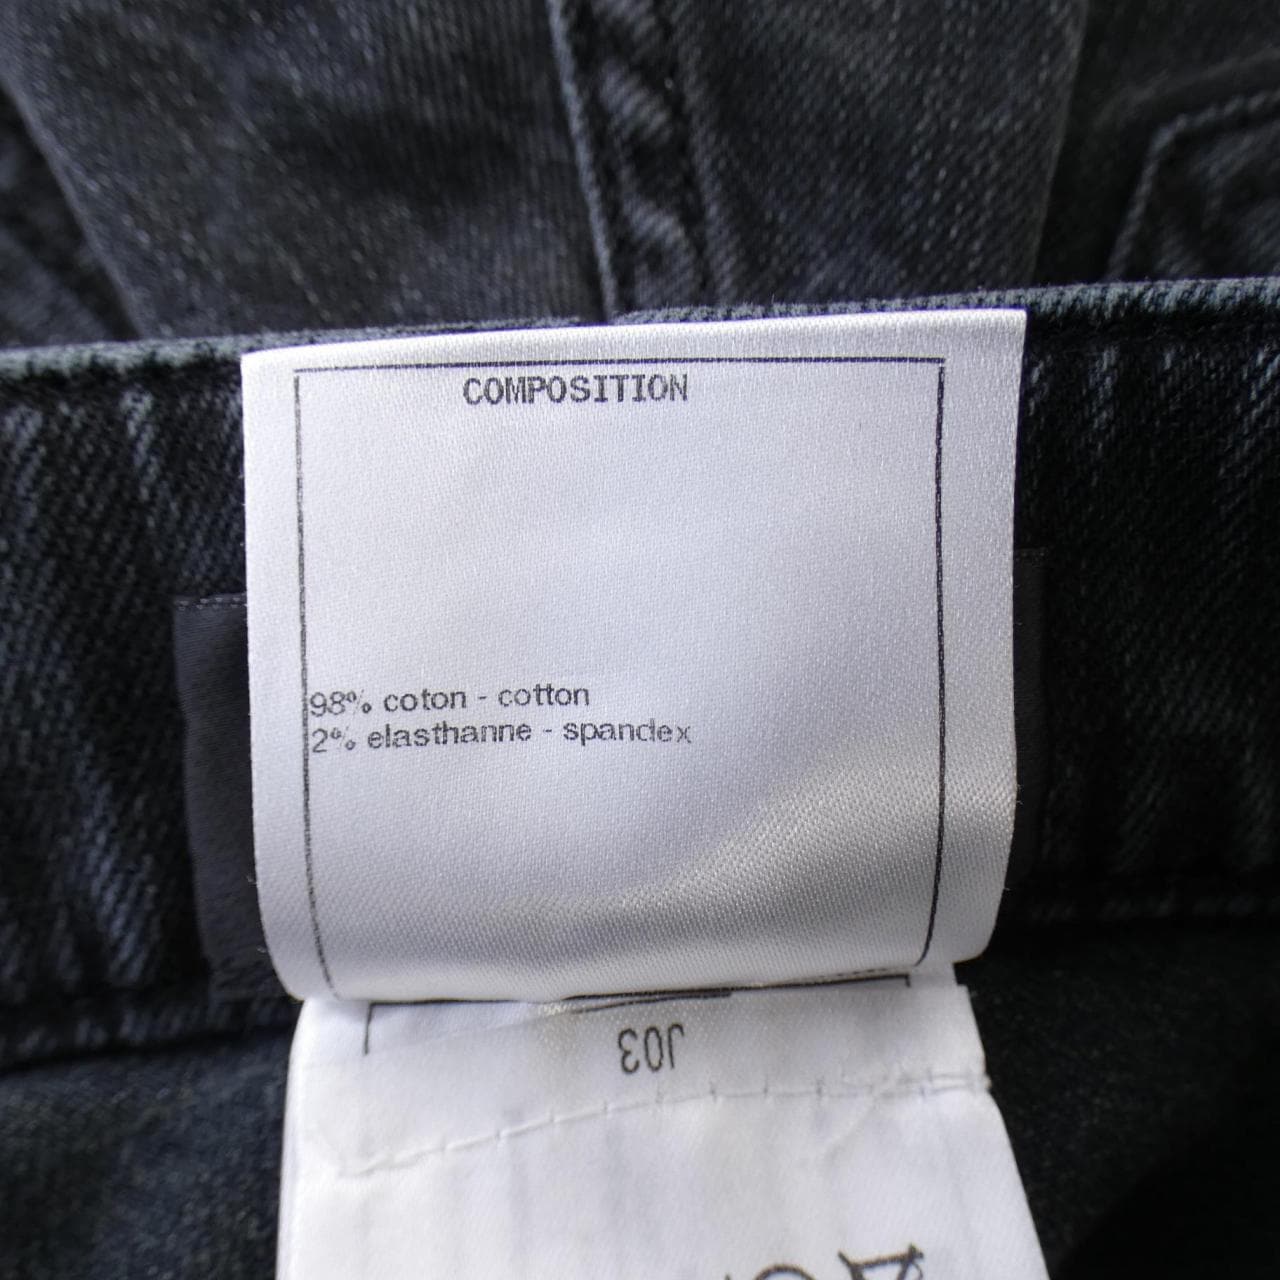 COMPOSITION
98% coton - cotton
2% elasthanne - spandex
J03